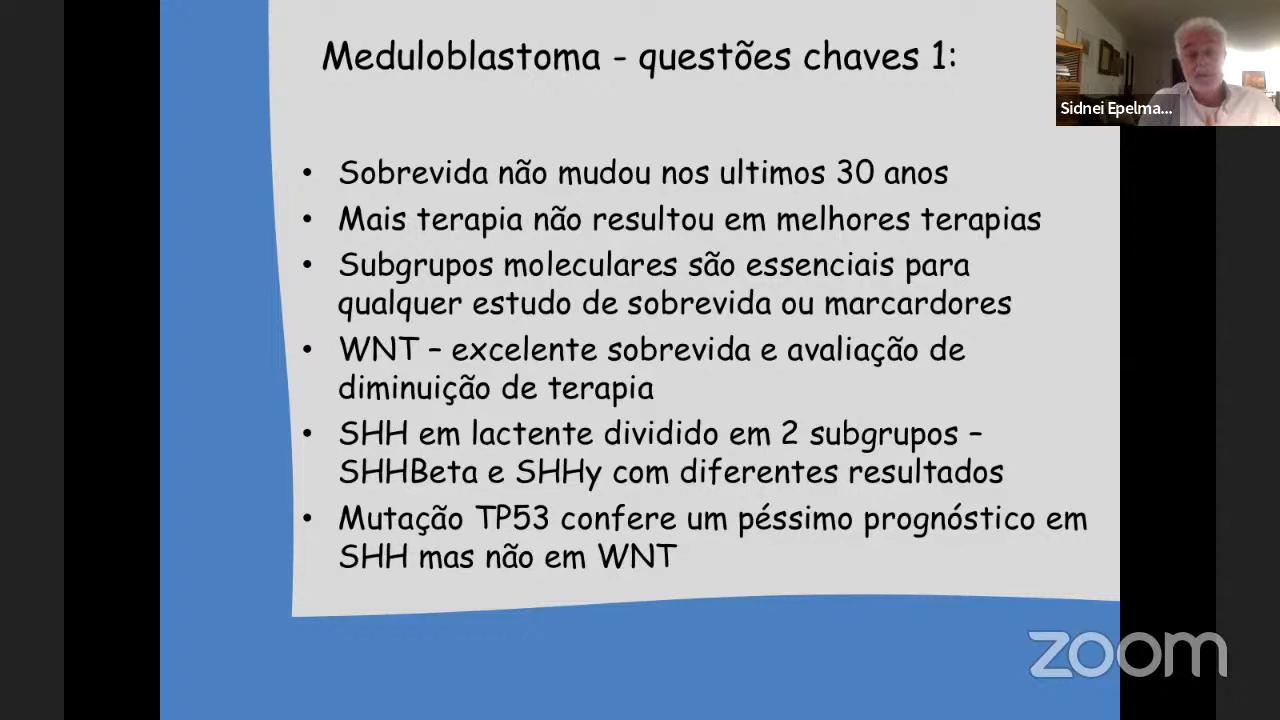 Meduloblastoma - questões chaves 1:
Sidnei Epelma...
• Sobrevida não mudou nos ultimos 30 anos
• Mais terapia não resultou em melhores terapias
• Subgrupos moleculares são essenciais para
qualquer estudo de sobrevida ou marcardores
• WNT – excelente sobrevida e avaliação de
diminuição de terapia
• SHH em lactente dividido em 2 subgrupos –
SHHBeta e SHHy com diferentes resultados
• Mutação TP53 confere um péssimo prognóstico em
SHH mas não em WNT
zoom